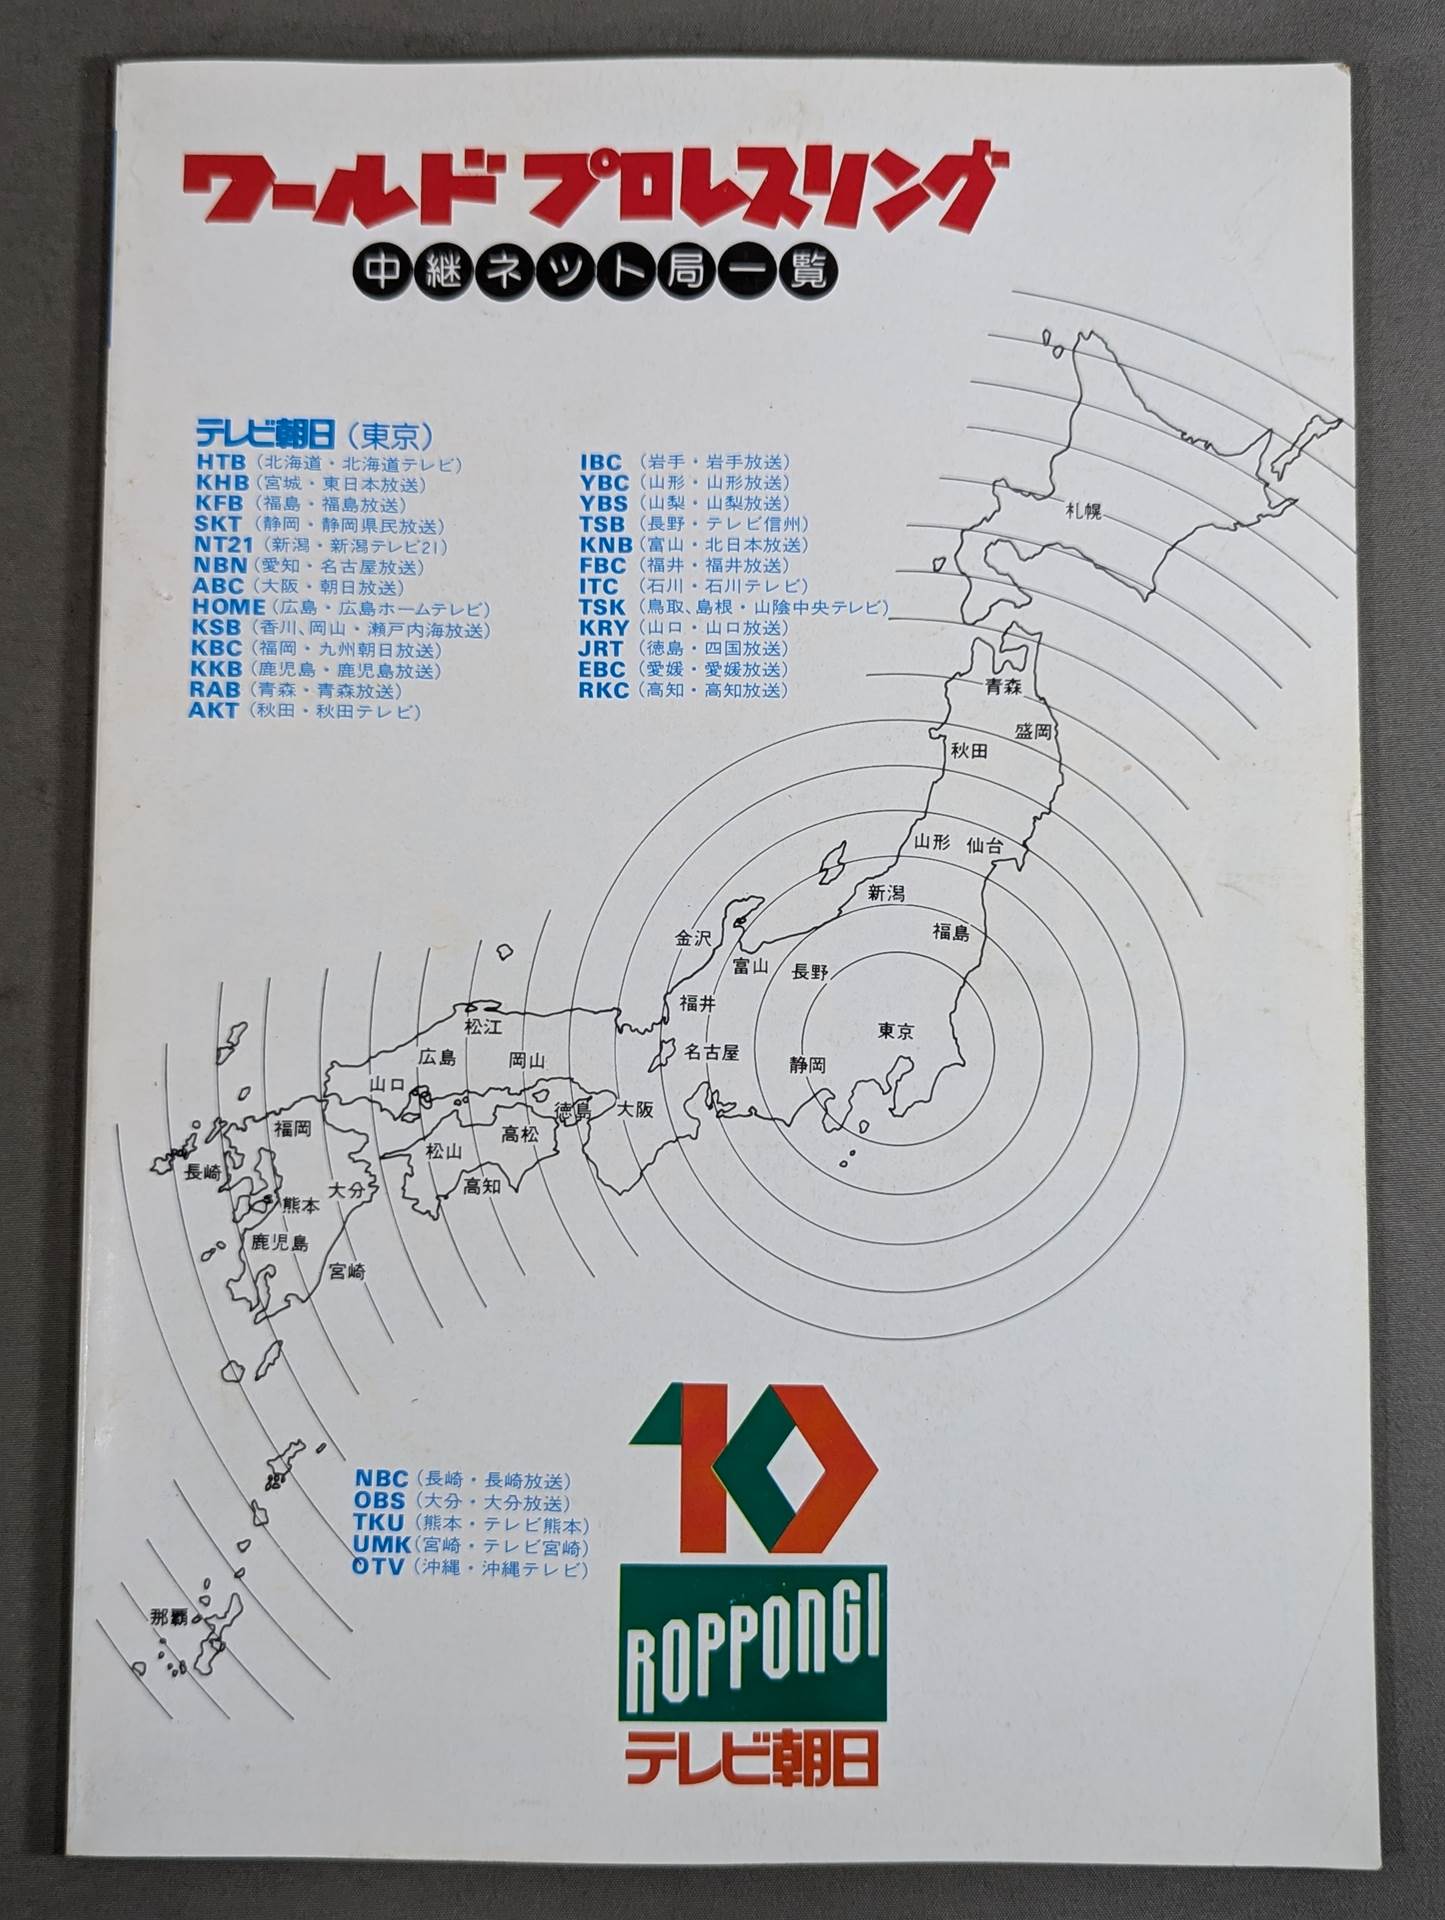 ワールドプロレスリング
中継ネット局一覧
テレビ朝日（東京）
HTB（北海道・北海道テレビ）
KHB（宮城・東日本放送）
KFB（福島・福島放送）
SKT（静岡・静岡県民放送）
NT21（新潟・新潟テレビ21）
NBN（愛知・名古屋放送）
ABC（大阪・朝日放送）
HOME（広島・広島ホームテレビ）
KSB（香川、岡山・瀬戸内海放送）
KBC（福岡・九州朝日放送）
KKB（鹿児島・鹿児島放送）
RAB（青森・青森放送）
AKT（秋田・秋田テレビ）
IBC（岩手・岩手放送）
YBC（山形・山形放送）
YBS（山梨・山梨放送）
TSB（長野・テレビ信州）
KNB（富山・北日本放送）
FBC（福井・福井放送）
ITC（石川・石川テレビ）
TSK（鳥取、島根・山陰中央テレビ）
KRY（山口・山口放送）
JRT（徳島・四国放送）
EBC（愛媛・愛媛放送）
RKC（高知・高知放送）
札幌
青森
盛岡
秋田
山形 仙台
新潟
福島
金沢
富山 長野
福井
東京
名古屋
静岡
松江
広島 岡山
山口
徳島 大阪
福岡
高松
松山
長崎
高知
大分
熊本
鹿児島
宮崎
那覇
NBC（長崎・長崎放送）
OBS（大分・大分放送）
TKU（熊本・テレビ熊本）
UMK（宮崎・テレビ宮崎）
OTV（沖縄・沖縄テレビ）
10
ROPPONGI
テレビ朝日